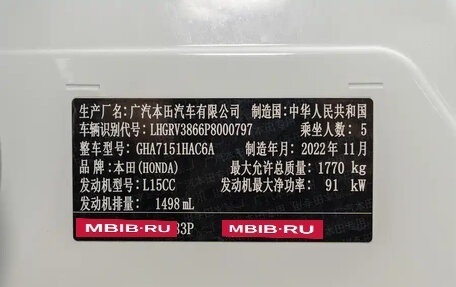 生产厂名:广汽本田汽车有限公司 制造国:中华人民共和国
车辆识别代号:LHGRV3866P8000797 乘坐人数:5
整车型号:GHA7151HAC6A 制造年月:2022年11月
品牌:本田(HONDA) 最大允许总质量:1770 kg
发动机型号:L15CC 发动机最大净功率:91 kW
发动机排量:1498 mL
MBIB·RU 33P MBIB·RU